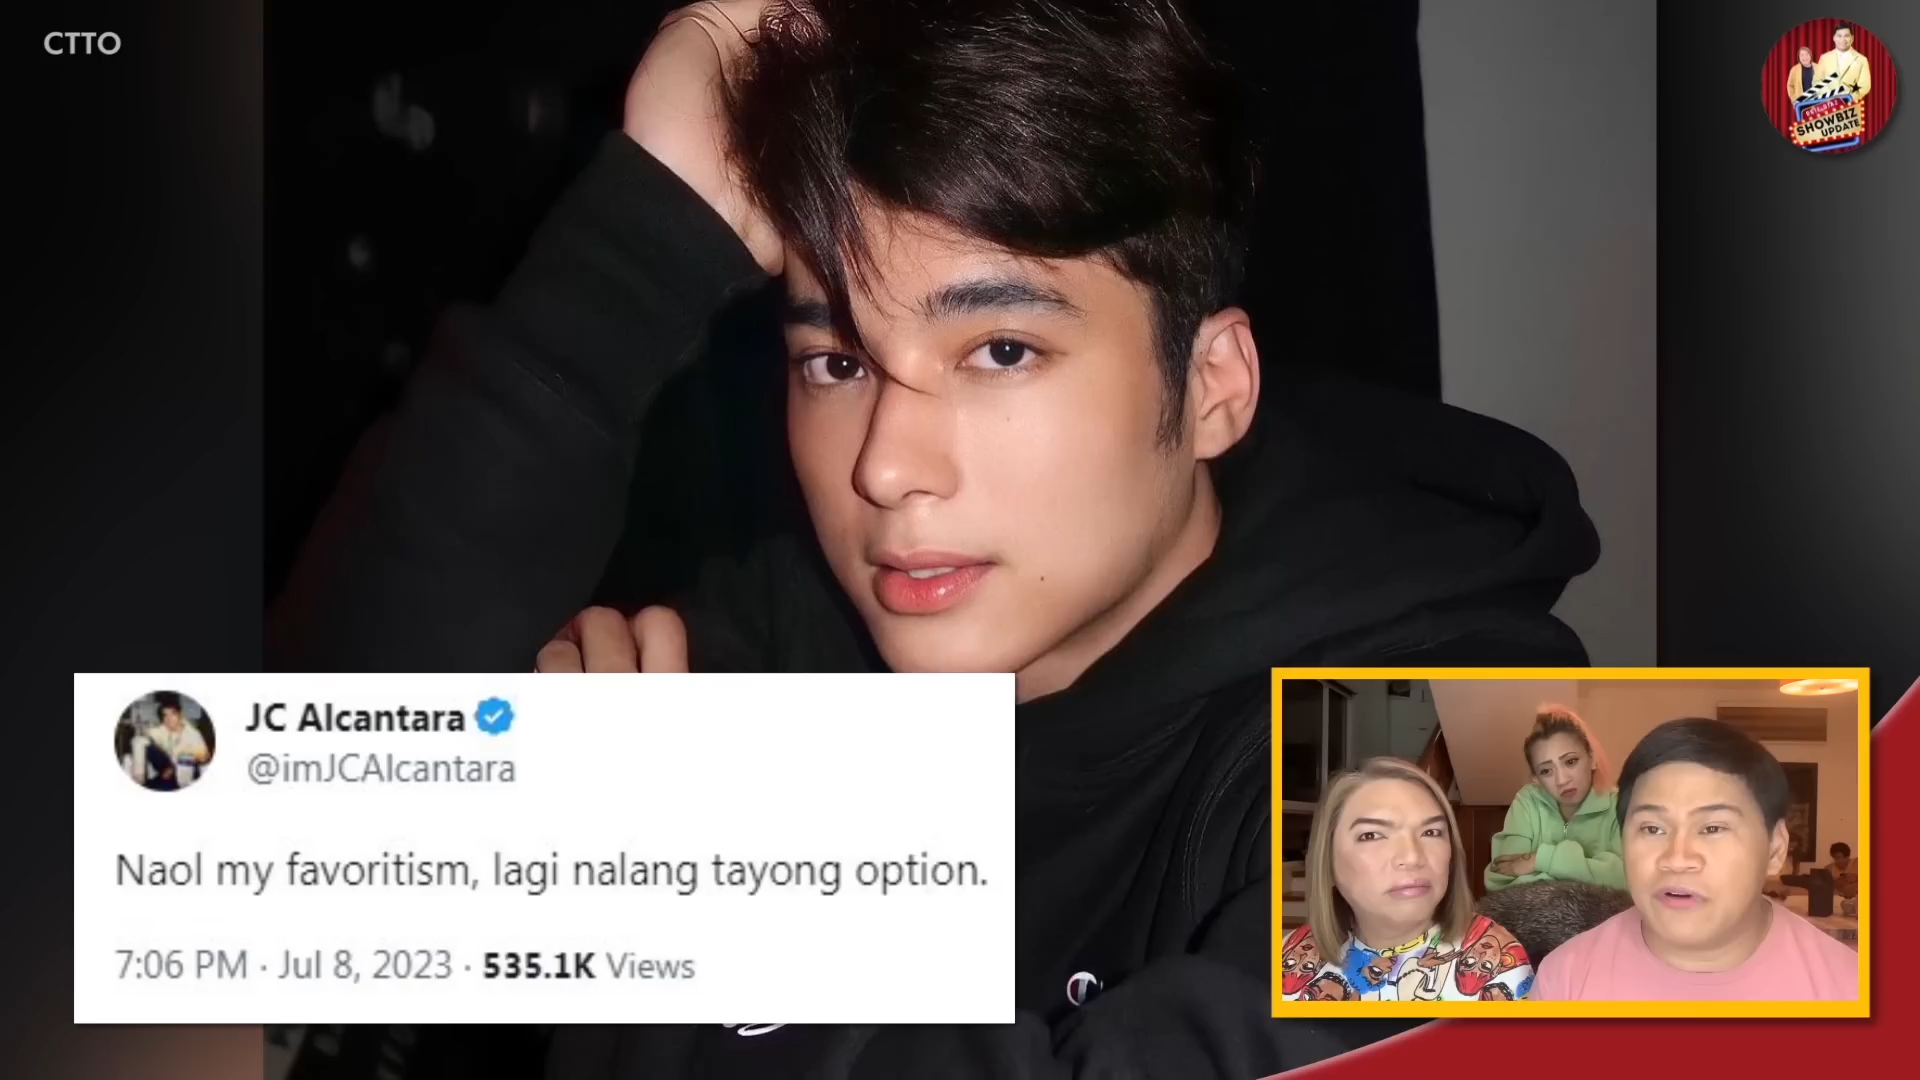 CTTO
SHOWBIZ
UPDATE
JC Alcantara
@imJCAlcantara
Naol my favoritism, lagi nalang tayong option.
7:06 PM · Jul 8, 2023 · 535.1K Views